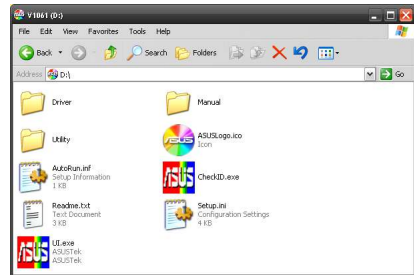 V1061 (D:)
File Edit View Favorites Tools Help
Back Search Folders
Address D:\ Go
Driver Manual
Utility ASUSLogo.ico
Icon
AutoRun.inf
Setup Information
1 KB
CheckID.exe
Readme.txt
Text Document
3 KB
Setup.ini
Configuration Settings
4 KB
UI.exe
ASUSTek
ASUSTek